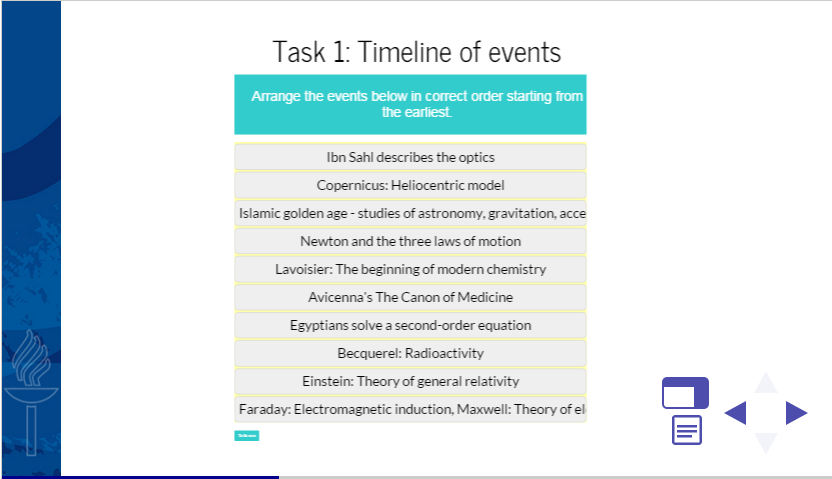 Task 1: Timeline of events
Arrange the events below in correct order starting from
the earliest.
Ibn Sahl describes the optics
Copernicus: Heliocentric model
Islamic golden age - studies of astronomy, gravitation, acce
Newton and the three laws of motion
Lavoisier: The beginning of modern chemistry
Avicenna's The Canon of Medicine
Egyptians solve a second-order equation
Becquerel: Radioactivity
Einstein: Theory of general relativity
Faraday: Electromagnetic induction, Maxwell: Theory of el